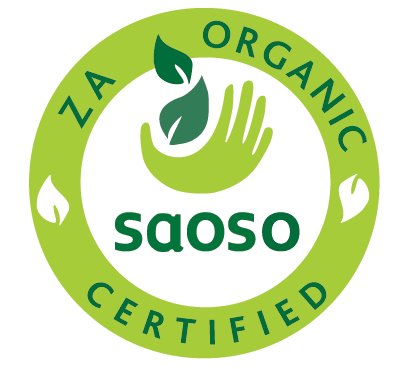 ZA ORGANIC
saoso
CERTIFIED